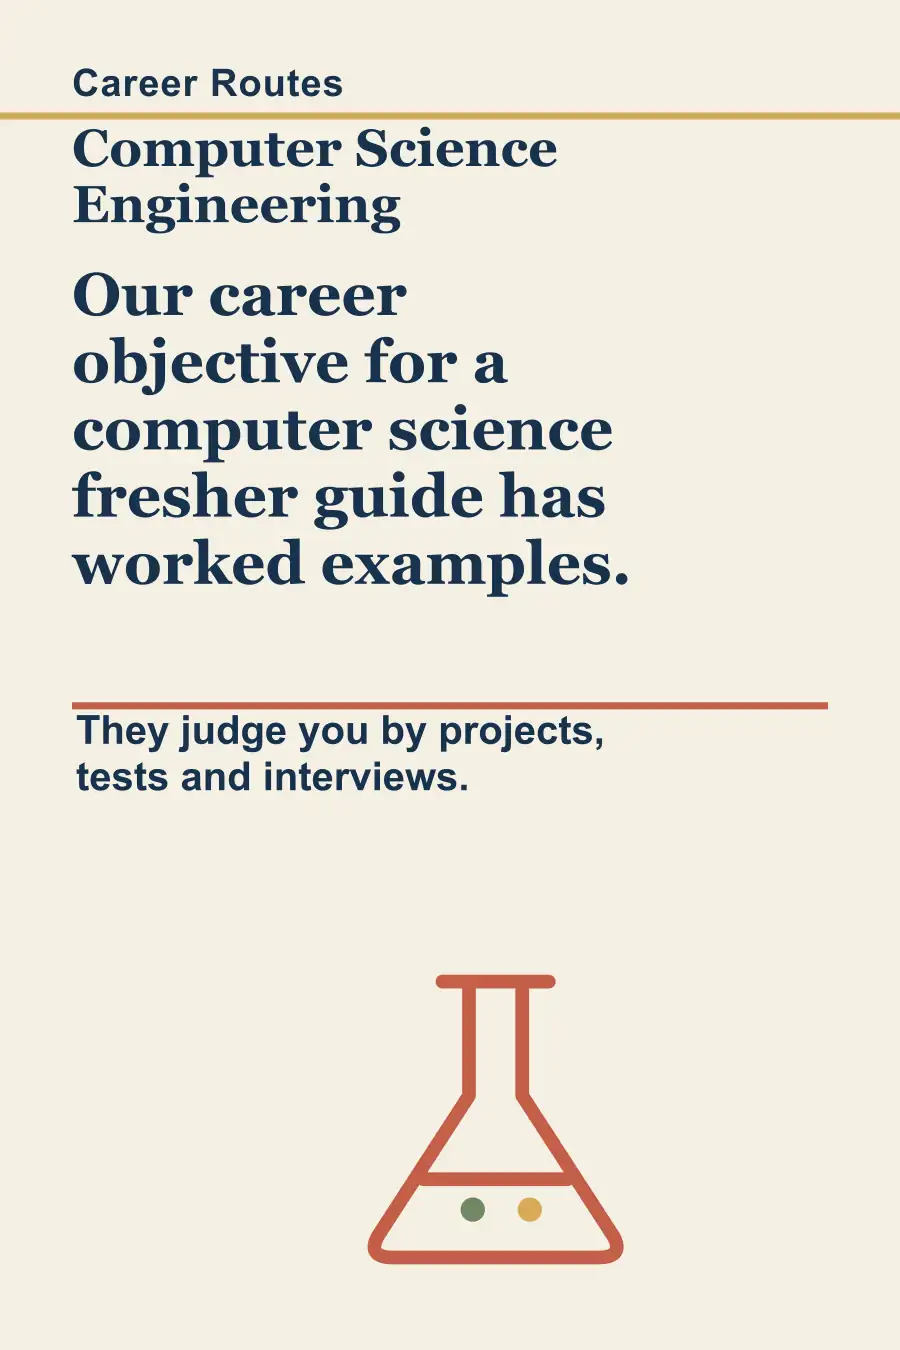 Career Routes
Computer Science
Engineering
Our career
objective for a
computer science
fresher guide has
worked examples.
They judge you by projects,
tests and interviews.